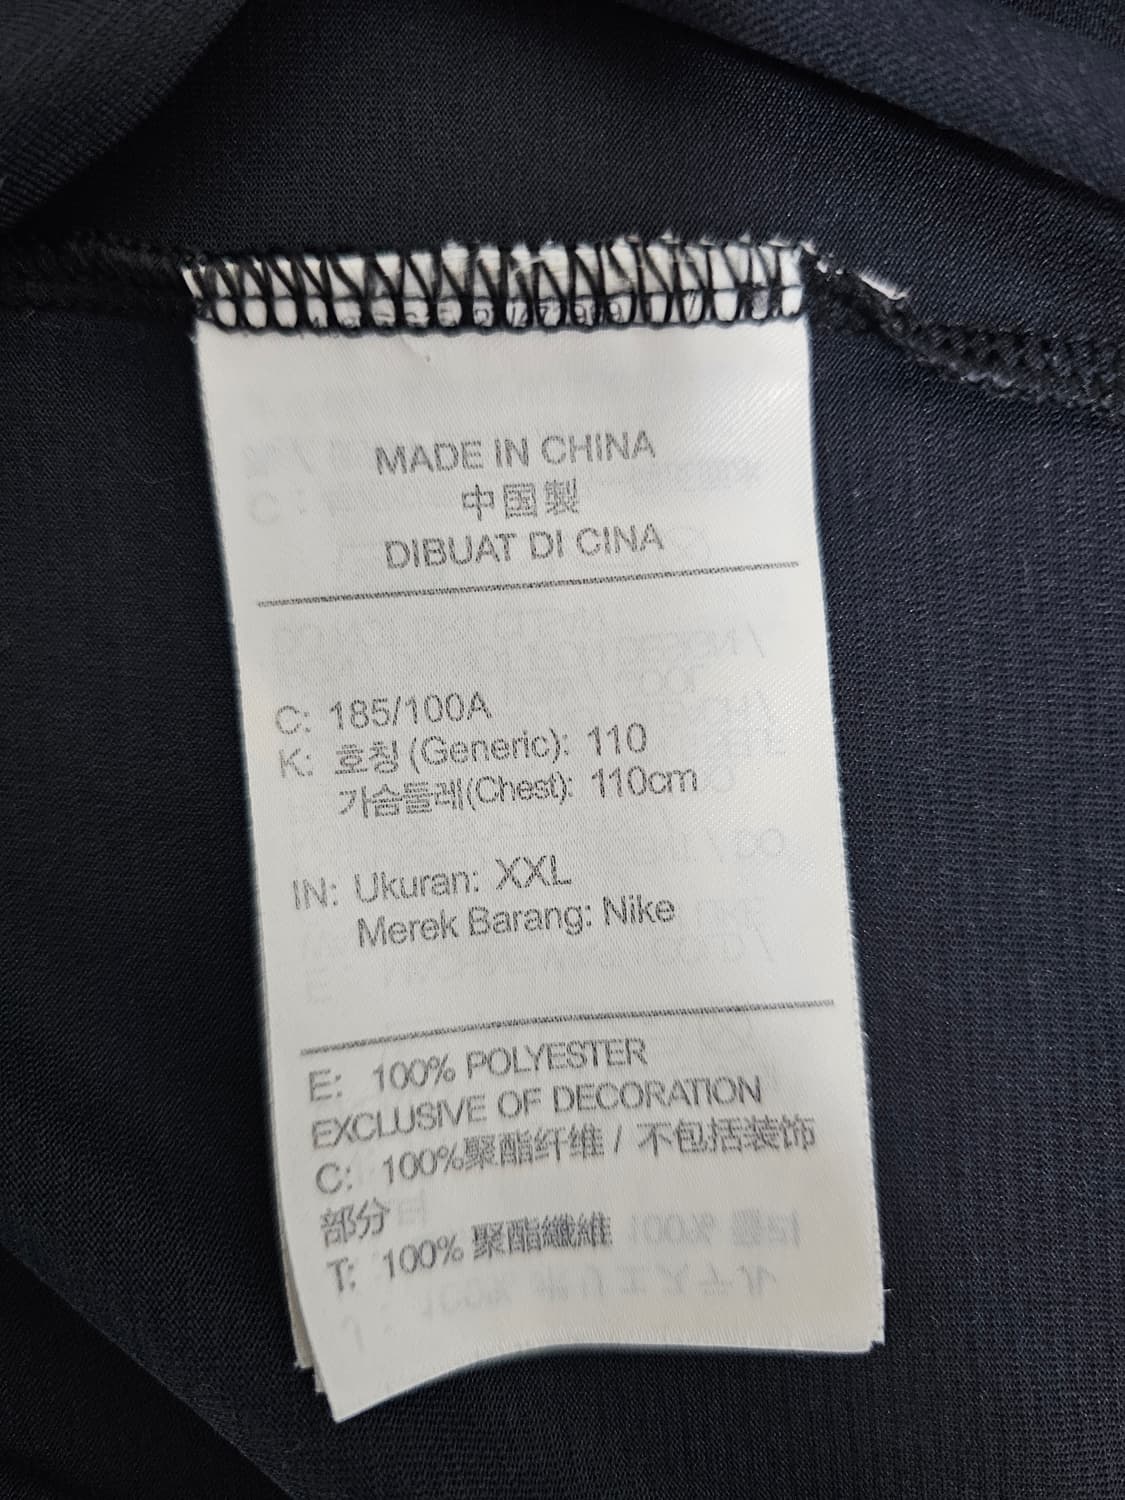 MADE IN CHINA
中国製
DIBUAT DI CINA
C: 185/100A
K: 호칭 (Generic): 110
가슴둘레(Chest): 110cm
IN: Ukuran: XXL
Merek Barang: Nike
E: 100% POLYESTER
EXCLUSIVE OF DECORATION
C: 100%聚酯纤维 / 不包括装饰
部分
T: 100% 聚酯纖維